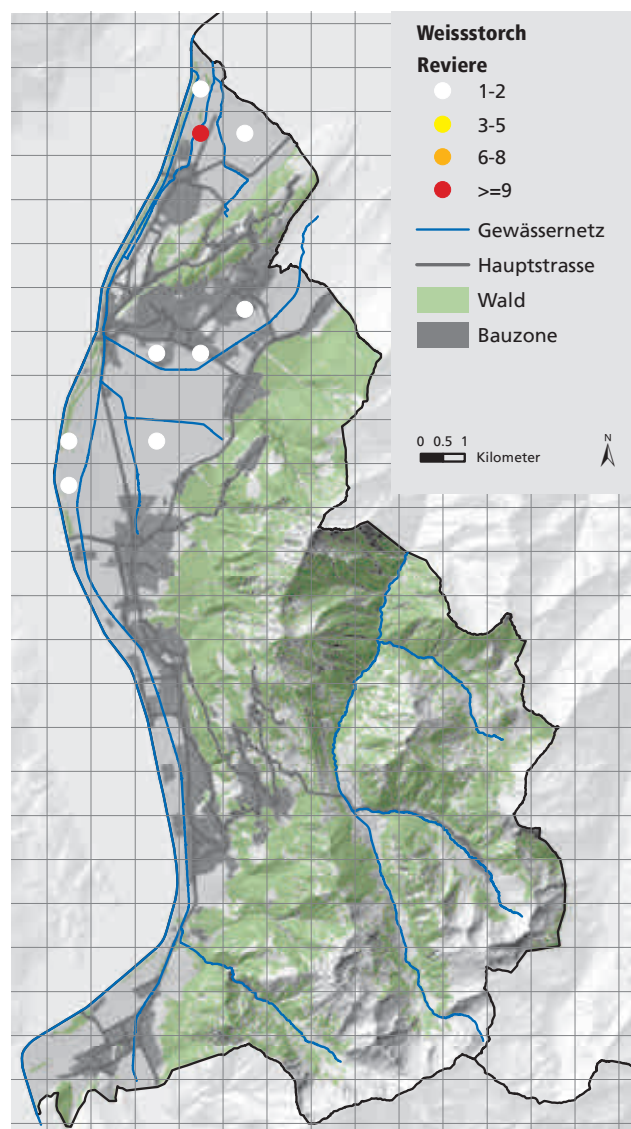 Weissstorch
Reviere
1-2
3-5
6-8
>=9
Gewässernetz
Hauptstrasse
Wald
Bauzone
0 0.5 1 Kilometer
N